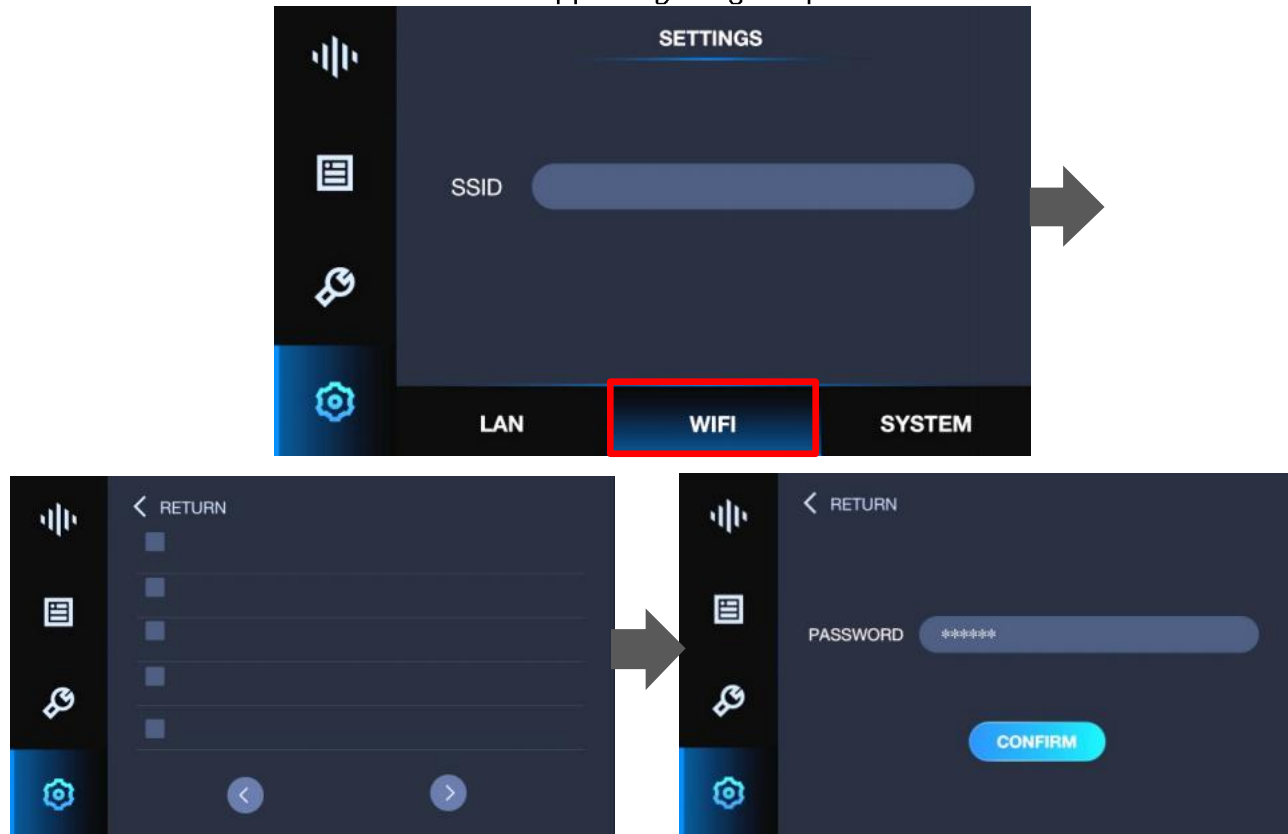 SETTINGS
SSID
LAN
WIFI
SYSTEM
RETURN
RETURN
PASSWORD
******
CONFIRM